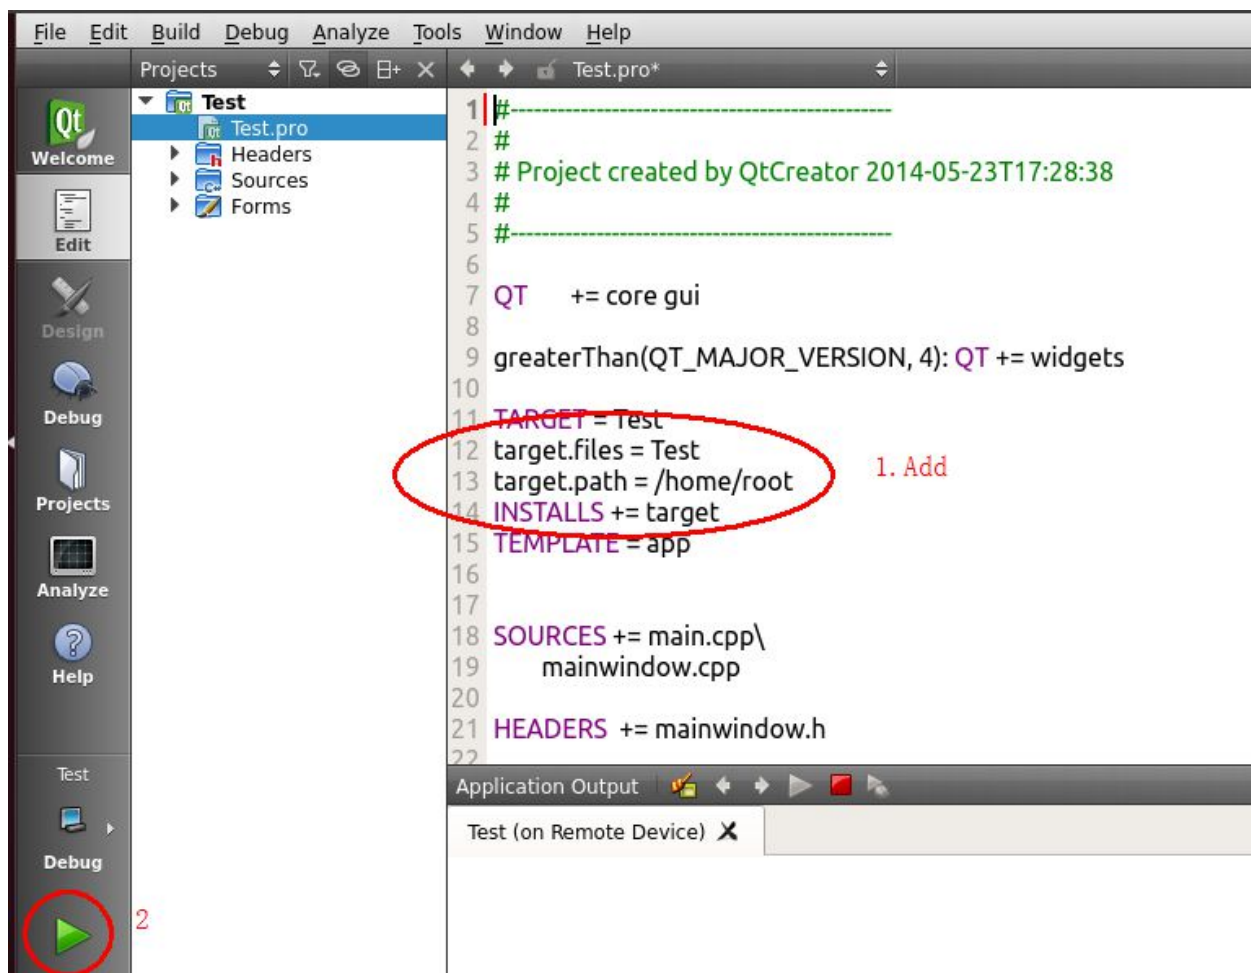 File Edit Build Debug Analyze Tools Window Help
Projects
Test.pro*
Welcome
Edit
Design
Debug
Projects
Analyze
Help
Test
Debug
2
Test
Test.pro
Headers
Sources
Forms
1 #--------------------------------------------------
2 #
3 # Project created by QtCreator 2014-05-23T17:28:38
4 #
5 #--------------------------------------------------
6
7 QT += core gui
8
9 greaterThan(QT_MAJOR_VERSION, 4): QT += widgets
10
11 TARGET = Test
12 target.files = Test
13 target.path = /home/root
14 INSTALLS += target
15 TEMPLATE = app
16
17
18 SOURCES += main.cpp\
19 mainwindow.cpp
20
21 HEADERS += mainwindow.h
22
1. Add
Application Output
Test (on Remote Device)